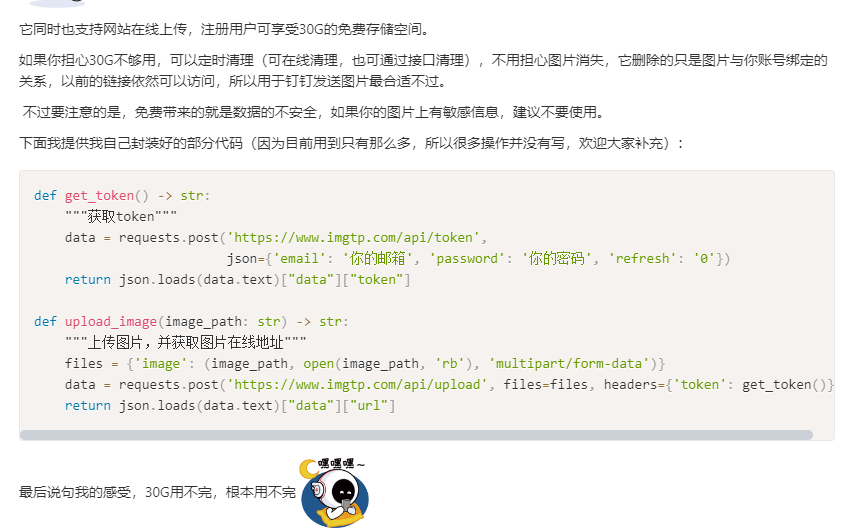 它同时也支持网站在线上传，注册用户可享受30G的免费存储空间。
如果你担心30G不够用，可以定时清理（可在线清理，也可通过接口清理），不用担心图片消失，它删除的只是图片与你账号绑定的
关系，以前的链接依然可以访问，所以用于钉钉发送图片最合适不过。
不过要注意的是，免费带来的就是数据的不安全，如果你的图片上有敏感信息，建议不要使用。
下面我提供我自己封装好的部分代码（因为目前用到只有那么多，所以很多操作并没有写，欢迎大家补充）：
def get_token() -> str:
    """获取token"""
    data = requests.post('https://www.imgtp.com/api/token',
                         json={'email': '你的邮箱', 'password': '你的密码', 'refresh': '0'})
    return json.loads(data.text)["data"]["token"]
def upload_image(image_path: str) -> str:
    """上传图片，并获取图片在线地址"""
    files = {'image': (image_path, open(image_path, 'rb'), 'multipart/form-data')}
    data = requests.post('https://www.imgtp.com/api/upload', files=files, headers={'token': get_token()}
    return json.loads(data.text)["data"]["url"]
嘿嘿嘿~
最后说句我的感受，30G用不完，根本用不完